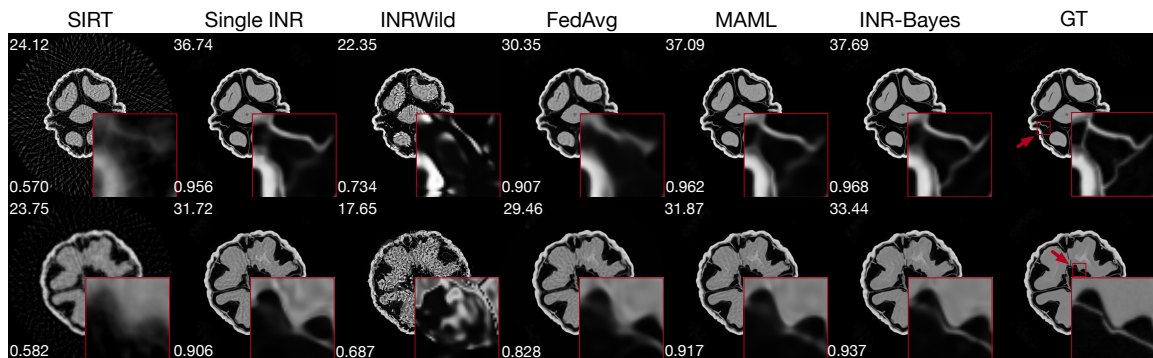 SIRT Single INR INRWild FedAvg MAML INR-Bayes GT
24.12 36.74 22.35 30.35 37.09 37.69
0.570 0.956 0.734 0.907 0.962 0.968
23.75 31.72 17.65 29.46 31.87 33.44
0.582 0.906 0.687 0.828 0.917 0.937